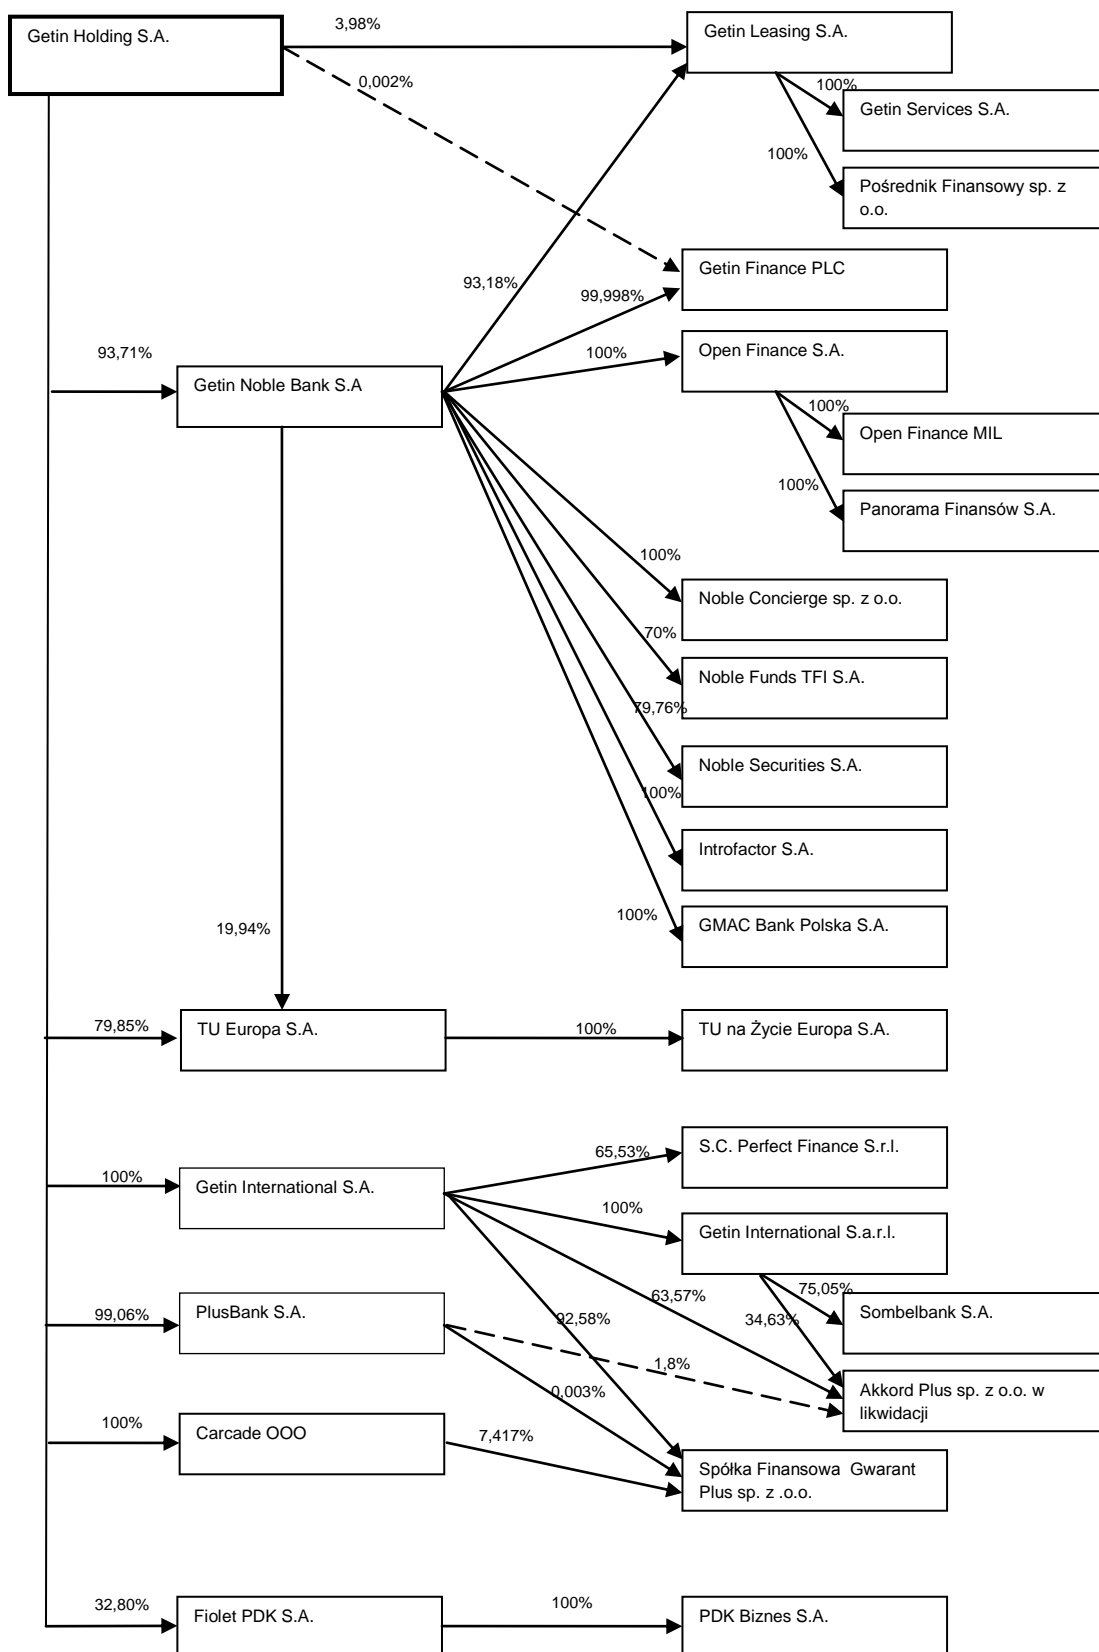 Getin Holding S.A.
3,98%
Getin Leasing S.A.
0,002%
100%
Getin Services S.A.
100%
Pośrednik Finansowy sp. z
o.o.
93,18%
99,998%
Getin Finance PLC
93,71%
Getin Noble Bank S.A
100%
Open Finance S.A.
100%
Open Finance MIL
100%
Panorama Finansów S.A.
100%
Noble Concierge sp. z o.o.
70%
Noble Funds TFI S.A.
79,76%
Noble Securities S.A.
100%
Introfactor S.A.
100%
GMAC Bank Polska S.A.
19,94%
79,85%
TU Europa S.A.
100%
TU na Życie Europa S.A.
65,53%
S.C. Perfect Finance S.r.l.
100%
Getin International S.A.
100%
Getin International S.a.r.l.
75,05%
Sombelbank S.A.
63,57%
34,63%
99,06%
PlusBank S.A.
92,58%
1,8%
Akkord Plus sp. z o.o. w
likwidacji
0,003%
100%
Carcade OOO
7,417%
Spółka Finansowa  Gwarant
Plus sp. z .o.o.
32,80%
Fiolet PDK S.A.
100%
PDK Biznes S.A.